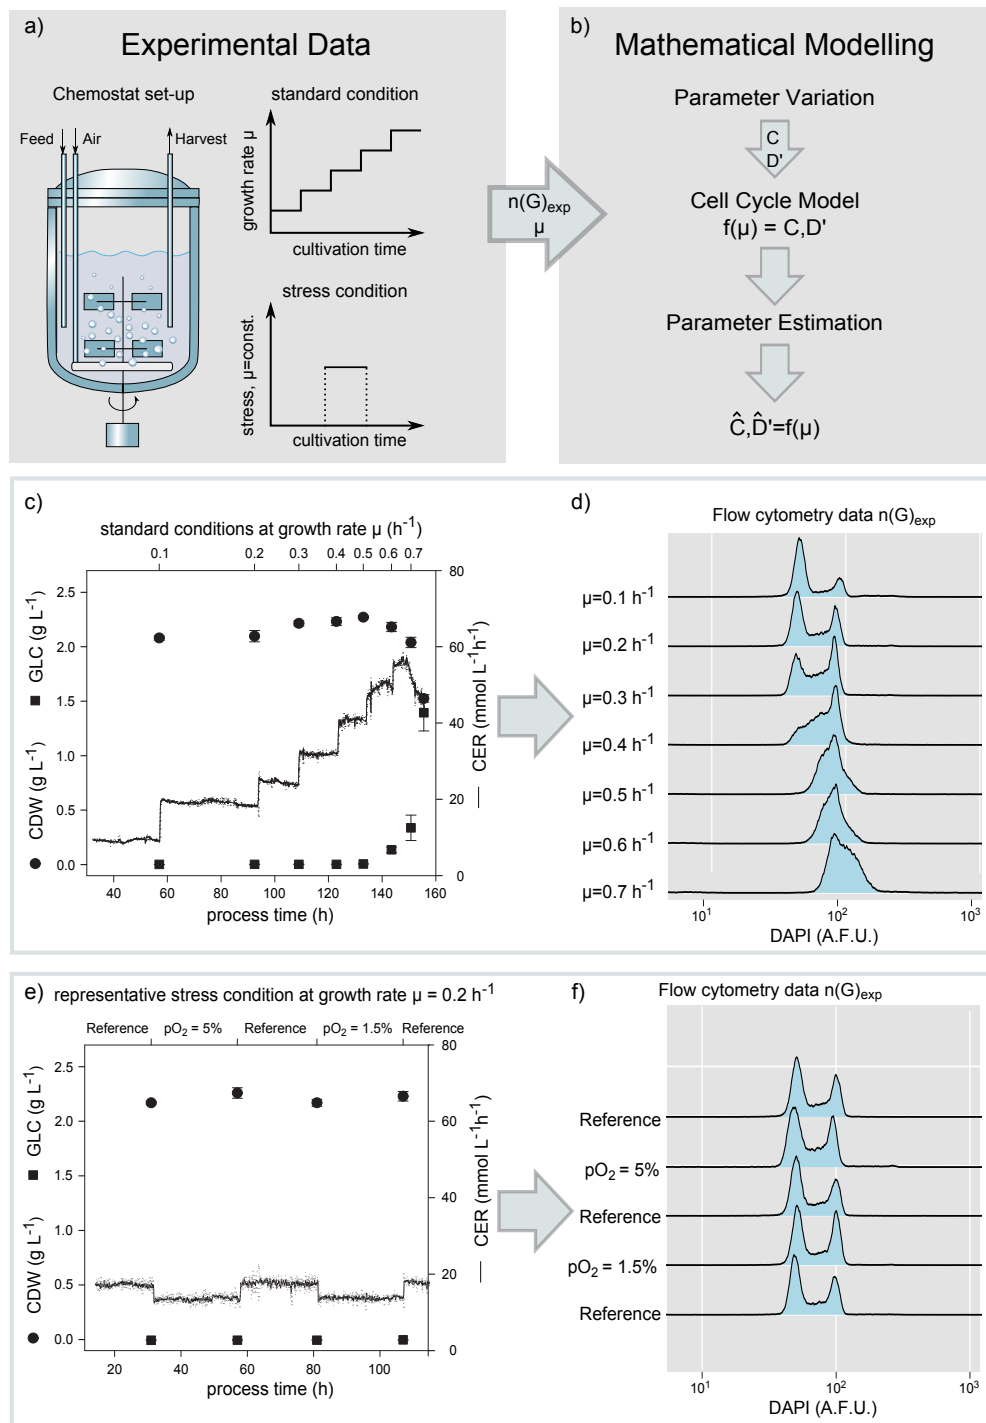 a)
Experimental Data
Chemostat set-up
Feed
Air
Harvest
standard condition
growth rate μ
cultivation time
stress condition
stress, μ=const.
cultivation time
n(G)exp
μ
b)
Mathematical Modelling
Parameter Variation
C
D'
Cell Cycle Model
f(μ) = C,D'
Parameter Estimation
Ĉ,D̂'=f(μ)
c)
standard conditions at growth rate μ (h-1)
0.1 0.2 0.3 0.4 0.5 0.6 0.7
CDW (g L-1) GLC (g L-1)
2.5
2.0
1.5
1.0
0.5
0.0
80
60
40
20
0
CER (mmol L-1h-1)
40 60 80 100 120 140 160
process time (h)
d)
Flow cytometry data n(G)exp
μ=0.1 h-1
μ=0.2 h-1
μ=0.3 h-1
μ=0.4 h-1
μ=0.5 h-1
μ=0.6 h-1
μ=0.7 h-1
101 102 103
DAPI (A.F.U.)
e) representative stress condition at growth rate μ = 0.2 h-1
Reference pO2 = 5% Reference pO2 = 1.5% Reference
CDW (g L-1) GLC (g L-1)
2.5
2.0
1.5
1.0
0.5
0.0
80
60
40
20
0
CER (mmol L-1h-1)
20 40 60 80 100
process time (h)
f)
Flow cytometry data n(G)exp
Reference
pO2 = 5%
Reference
pO2 = 1.5%
Reference
101 102 103
DAPI (A.F.U.)